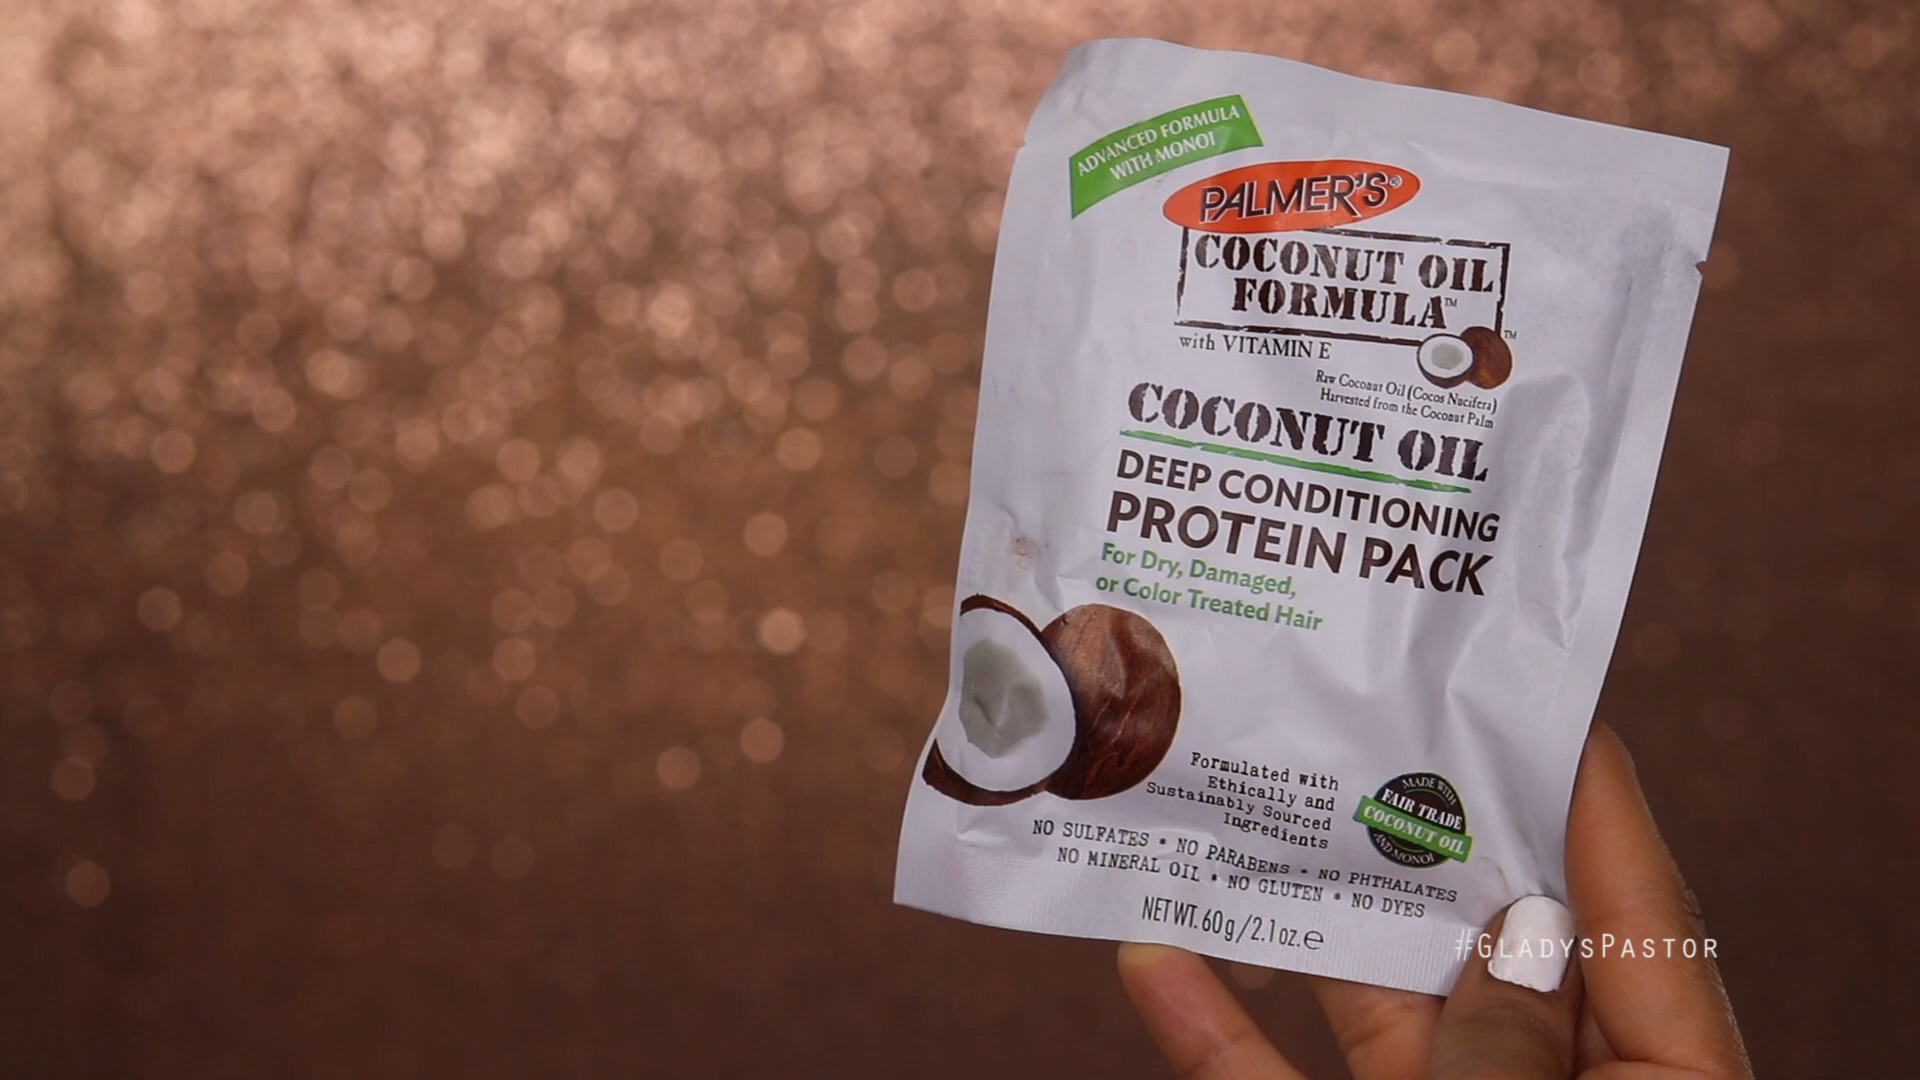 ADVANCED FORMULA
WITH MONOI
PALMER'S®
COCONUT OIL
FORMULA™
with VITAMIN E
™
Raw Coconut Oil (Cocos Nucifera)
Harvested from the Coconut Palm
COCONUT OIL
DEEP CONDITIONING
PROTEIN PACK
For Dry, Damaged,
or Color Treated Hair
Formulated with
Ethically and
Sustainably Sourced
Ingredients
MADE WITH
FAIR TRADE
COCONUT OIL
AND MONOI
NO SULFATES • NO PARABENS • NO PHTHALATES
NO MINERAL OIL • NO GLUTEN • NO DYES
NET WT. 60g/2.1oz.℮
#GLADYSPASTOR